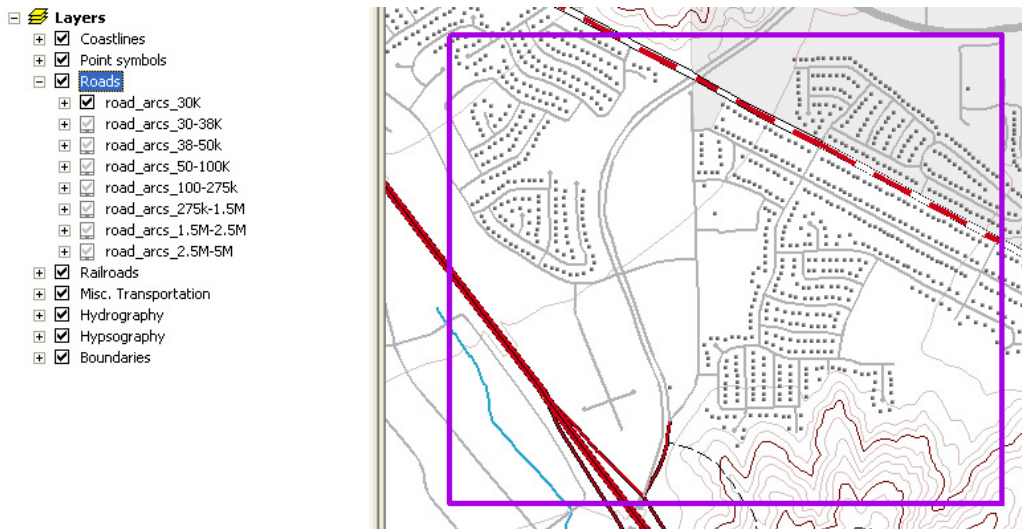 Layers
Coastlines
Point symbols
Roads
road_arcs_30K
road_arcs_30-38K
road_arcs_38-50k
road_arcs_50-100K
road_arcs_100-275k
road_arcs_275k-1.5M
road_arcs_1.5M-2.5M
road_arcs_2.5M-5M
Railroads
Misc. Transportation
Hydrography
Hypsography
Boundaries